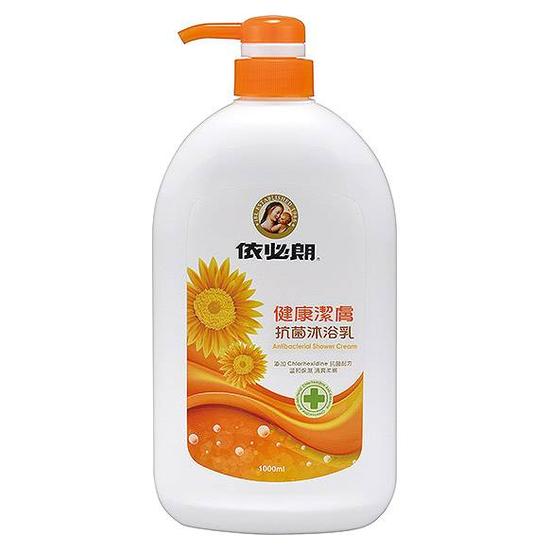 依必朗
健康潔膚
抗菌沐浴乳
Antibacterial Shower Cream
添加 Chlorhexidine 抗菌配方
溫和保濕 清爽柔嫩
1000ml